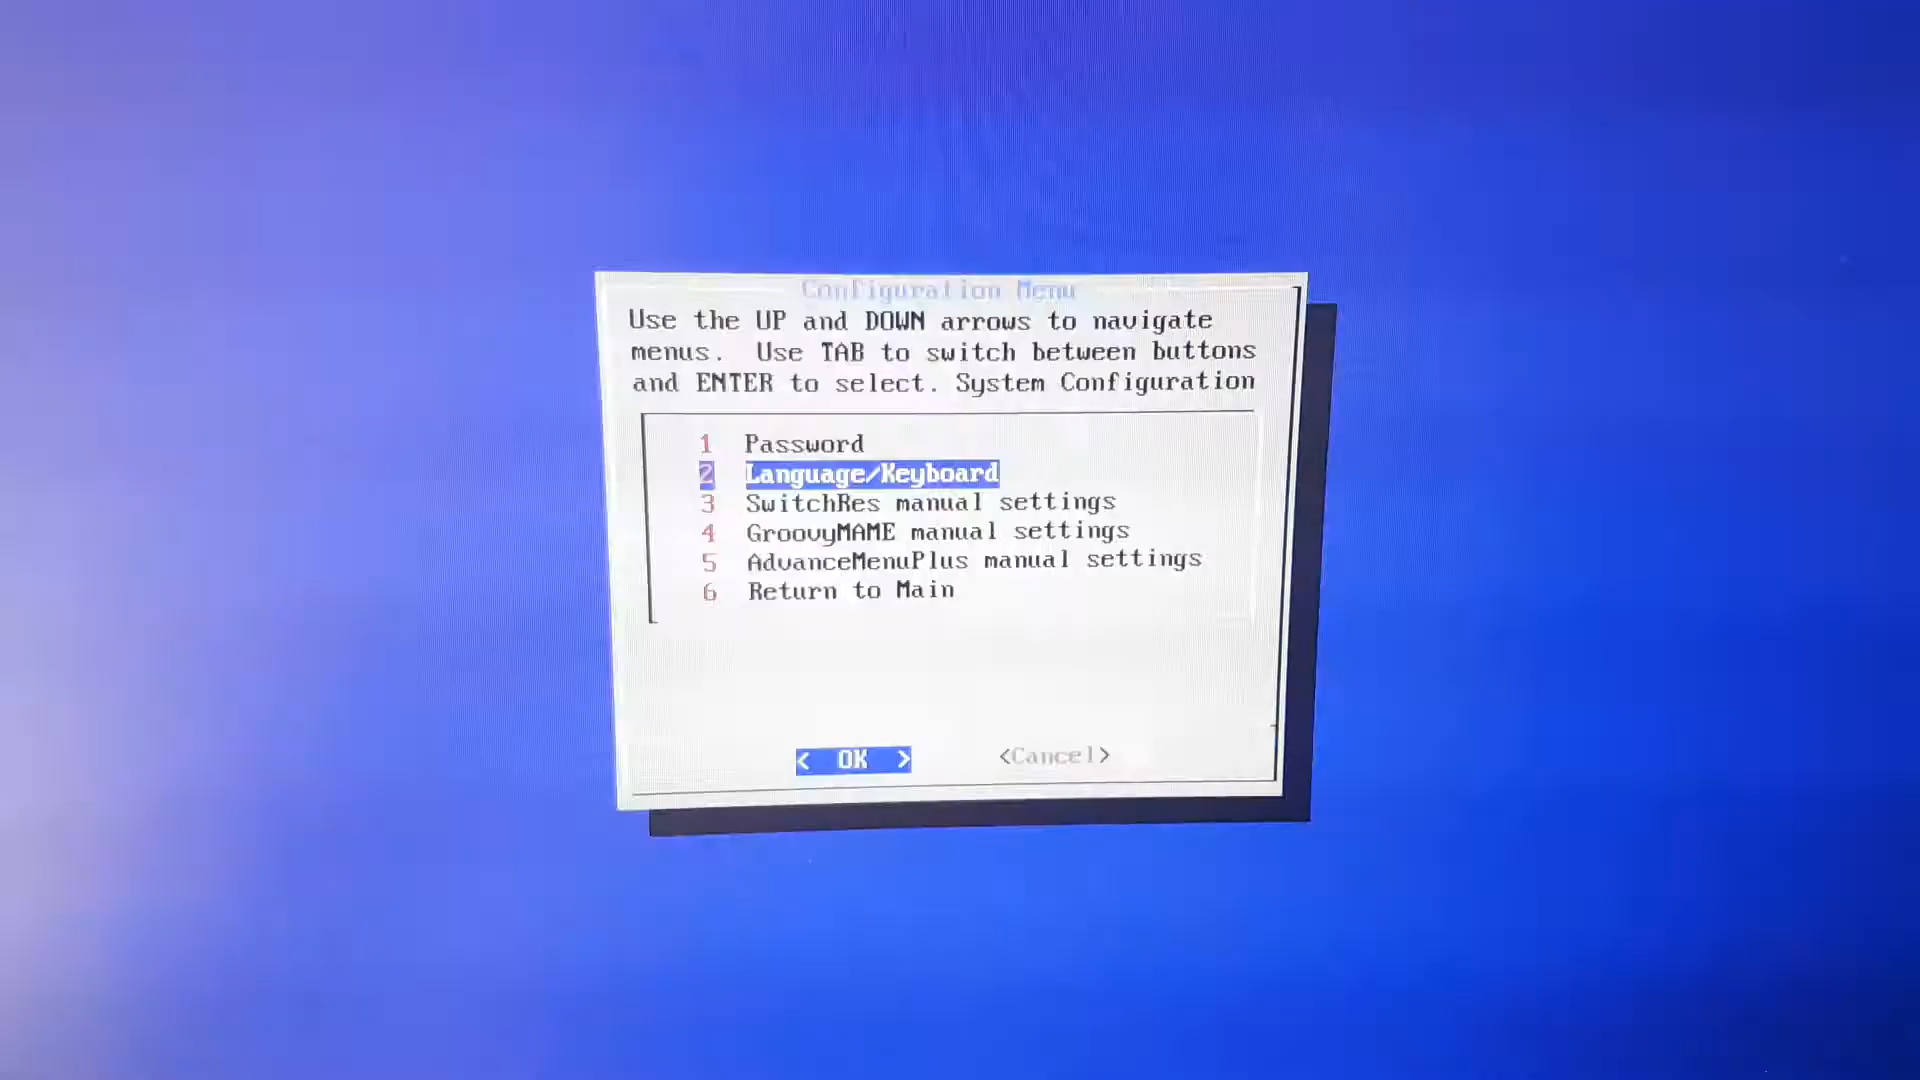 Configuration Menu
Use the UP and DOWN arrows to navigate
menus. Use TAB to switch between buttons
and ENTER to select. System Configuration
1 Password
2 Language/Keyboard
3 SwitchRes manual settings
4 GroovyMAME manual settings
5 AdvanceMenuPlus manual settings
6 Return to Main
< OK > <Cancel>